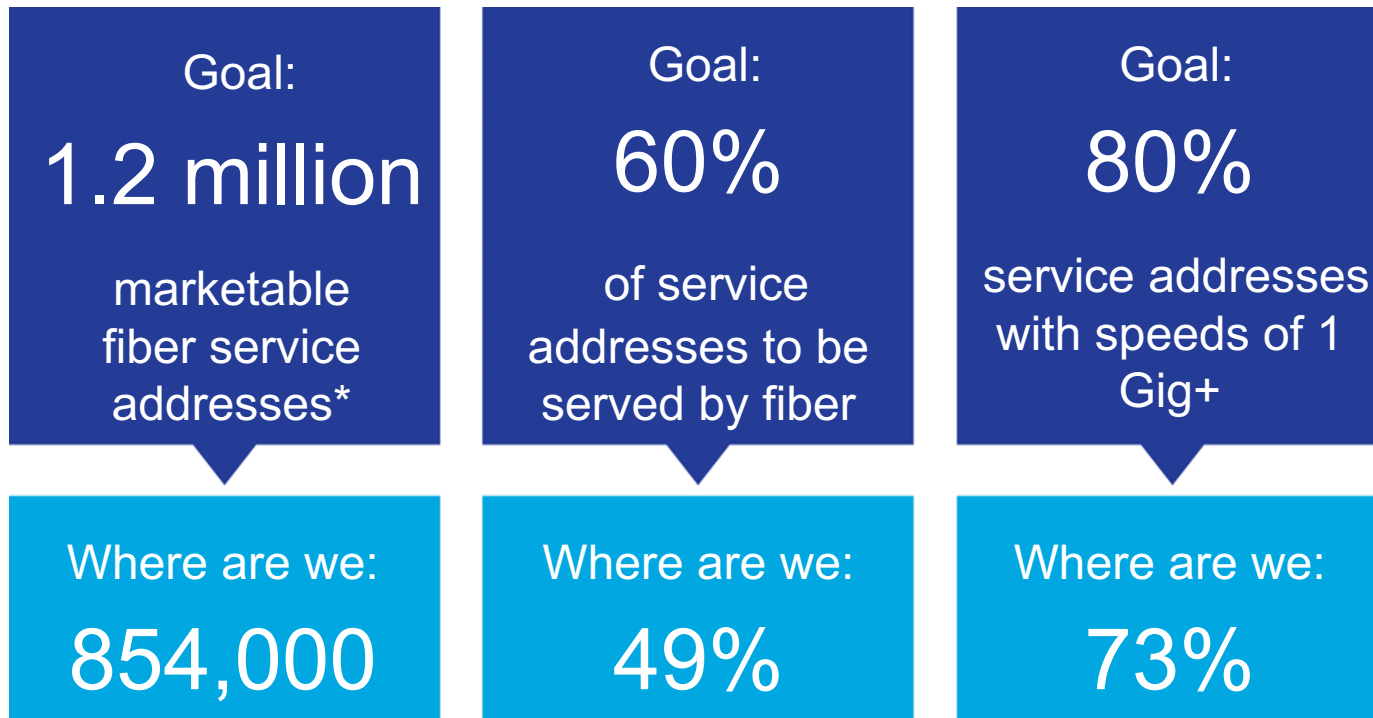 Goal:
1.2 million
marketable
fiber service
addresses*
Where are we:
854,000
Goal:
60%
of service
addresses to be
served by fiber
Where are we:
49%
Goal:
80%
service addresses
with speeds of 1
Gig+
Where are we:
73%